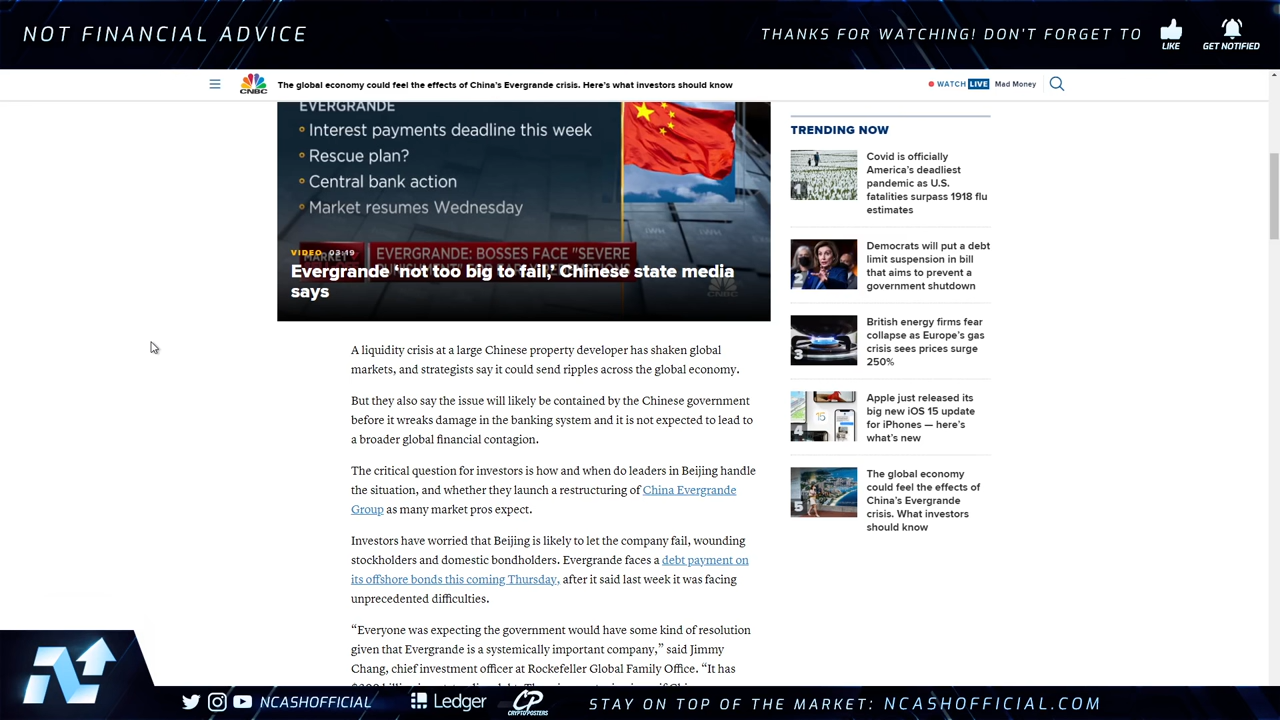 NOT FINANCIAL ADVICE
THANKS FOR WATCHING! DON'T FORGET TO
LIKE
GET NOTIFIED
CNBC
The global economy could feel the effects of China's Evergrande crisis. Here's what investors should know
WATCH LIVE Mad Money
EVERGRANDE
Interest payments deadline this week
Rescue plan?
Central bank action
Market resumes Wednesday
VIDEO 03:19
EVERGRANDE: BOSSES FACE "SEVERE
Evergrande 'not too big to fail,' Chinese state media
says
CNBC
A liquidity crisis at a large Chinese property developer has shaken global
markets, and strategists say it could send ripples across the global economy.
But they also say the issue will likely be contained by the Chinese government
before it wreaks damage in the banking system and it is not expected to lead to
a broader global financial contagion.
The critical question for investors is how and when do leaders in Beijing handle
the situation, and whether they launch a restructuring of China Evergrande
Group as many market pros expect.
Investors have worried that Beijing is likely to let the company fail, wounding
stockholders and domestic bondholders. Evergrande faces a debt payment on
its offshore bonds this coming Thursday, after it said last week it was facing
unprecedented difficulties.
“Everyone was expecting the government would have some kind of resolution
given that Evergrande is a systemically important company,” said Jimmy
Chang, chief investment officer at Rockefeller Global Family Office. “It has
TRENDING NOW
1
Covid is officially
America's deadliest
pandemic as U.S.
fatalities surpass 1918 flu
estimates
2
Democrats will put a debt
limit suspension in bill
that aims to prevent a
government shutdown
3
British energy firms fear
collapse as Europe's gas
crisis sees prices surge
250%
4
Apple just released its
big new iOS 15 update
for iPhones — here's
what's new
5
The global economy
could feel the effects of
China's Evergrande
crisis. What investors
should know
NCASHOFFICIAL
Ledger
CP
CRYPTOPOSTERS
STAY ON TOP OF THE MARKET: NCASHOFFICIAL.COM